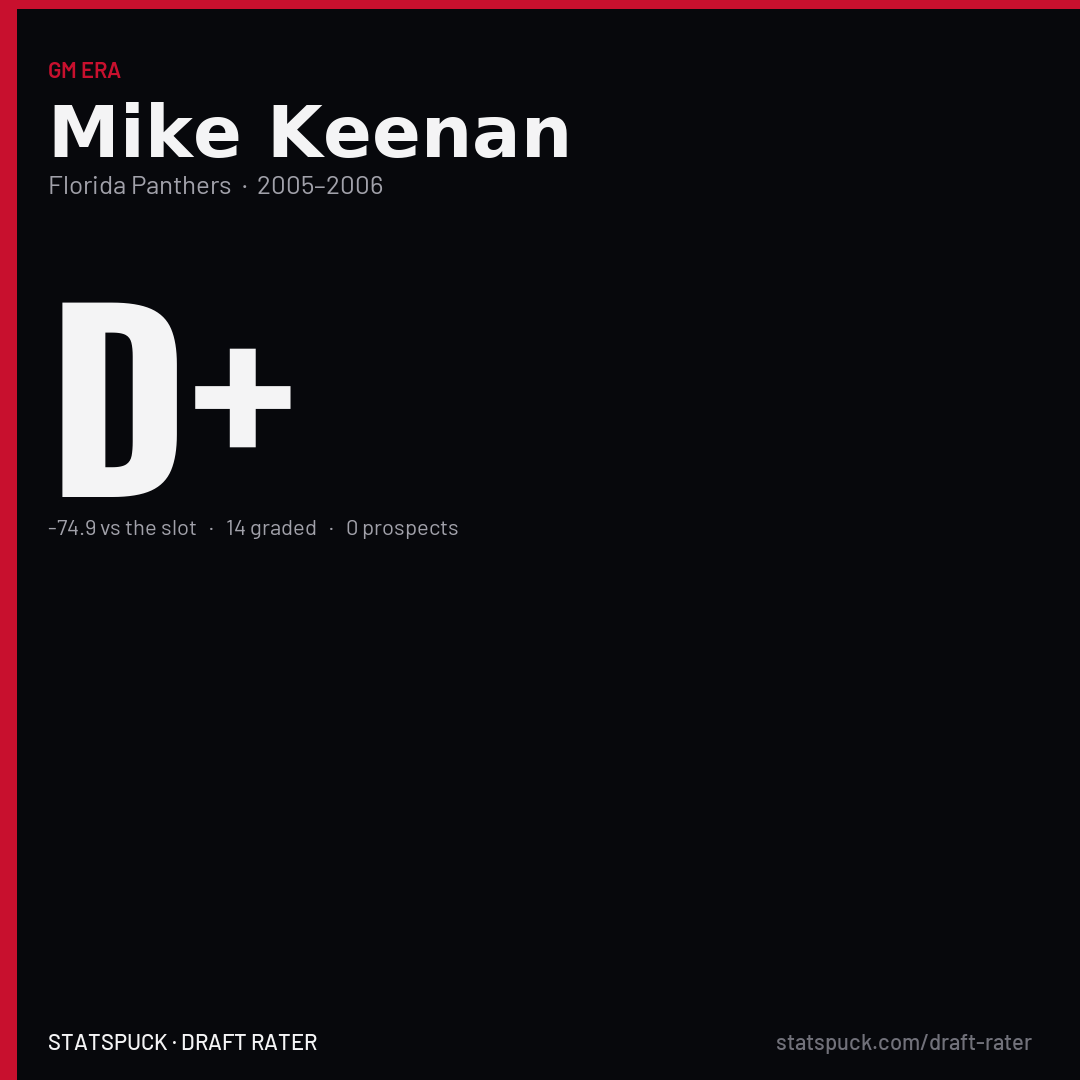 GM ERA
Mike Keenan
Florida Panthers · 2005–2006
D+
-74.9 vs the slot · 14 graded · 0 prospects
STATSPUCK · DRAFT RATER
statspuck.com/draft-rater